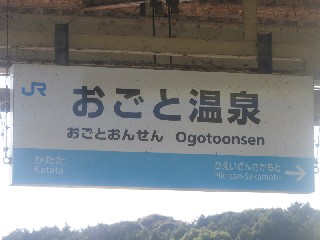 JR
おごと温泉
おごとおんせん Ogotoonsen
かたた ひえいざんさかもと
Katata Hieizan-Sakamoto